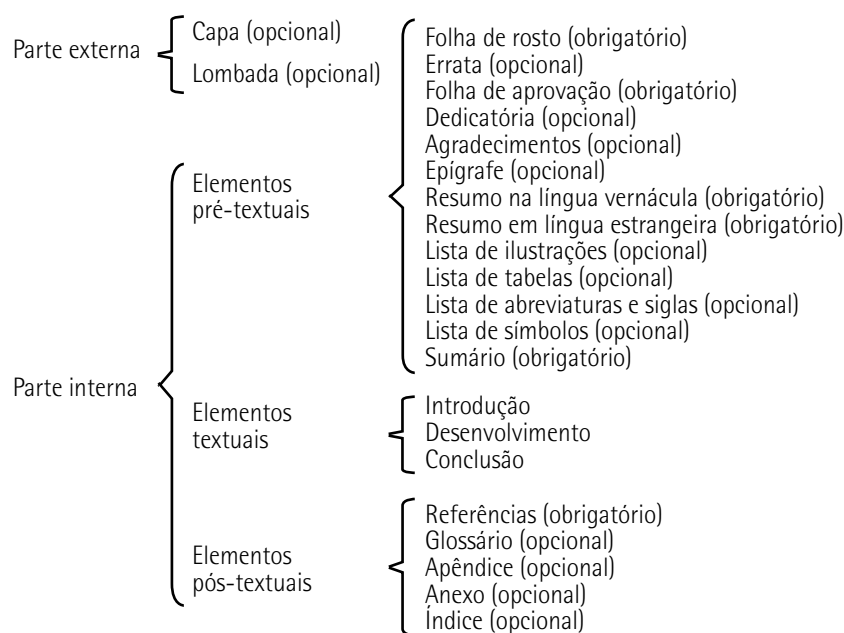 Parte externa
Capa (opcional)
Lombada (opcional)
Parte interna
Elementos
pré-textuais
Folha de rosto (obrigatório)
Errata (opcional)
Folha de aprovação (obrigatório)
Dedicatória (opcional)
Agradecimentos (opcional)
Epígrafe (opcional)
Resumo na língua vernácula (obrigatório)
Resumo em língua estrangeira (obrigatório)
Lista de ilustrações (opcional)
Lista de tabelas (opcional)
Lista de abreviaturas e siglas (opcional)
Lista de símbolos (opcional)
Sumário (obrigatório)
Elementos
textuais
Introdução
Desenvolvimento
Conclusão
Elementos
pós-textuais
Referências (obrigatório)
Glossário (opcional)
Apêndice (opcional)
Anexo (opcional)
Índice (opcional)